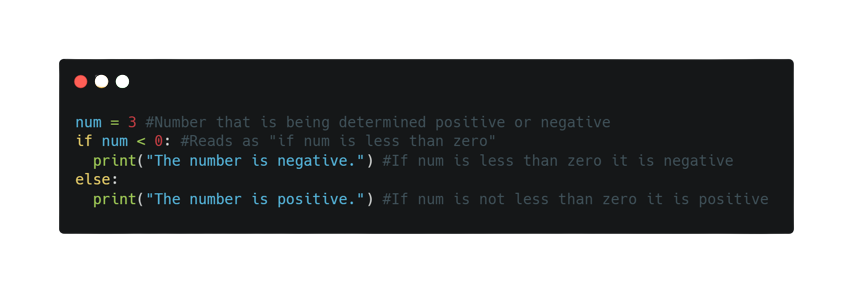 num = 3 #Number that is being determined positive or negative
if num < 0: #Reads as "if num is less than zero"
  print("The number is negative.") #If num is less than zero it is negative
else:
  print("The number is positive.") #If num is not less than zero it is positive